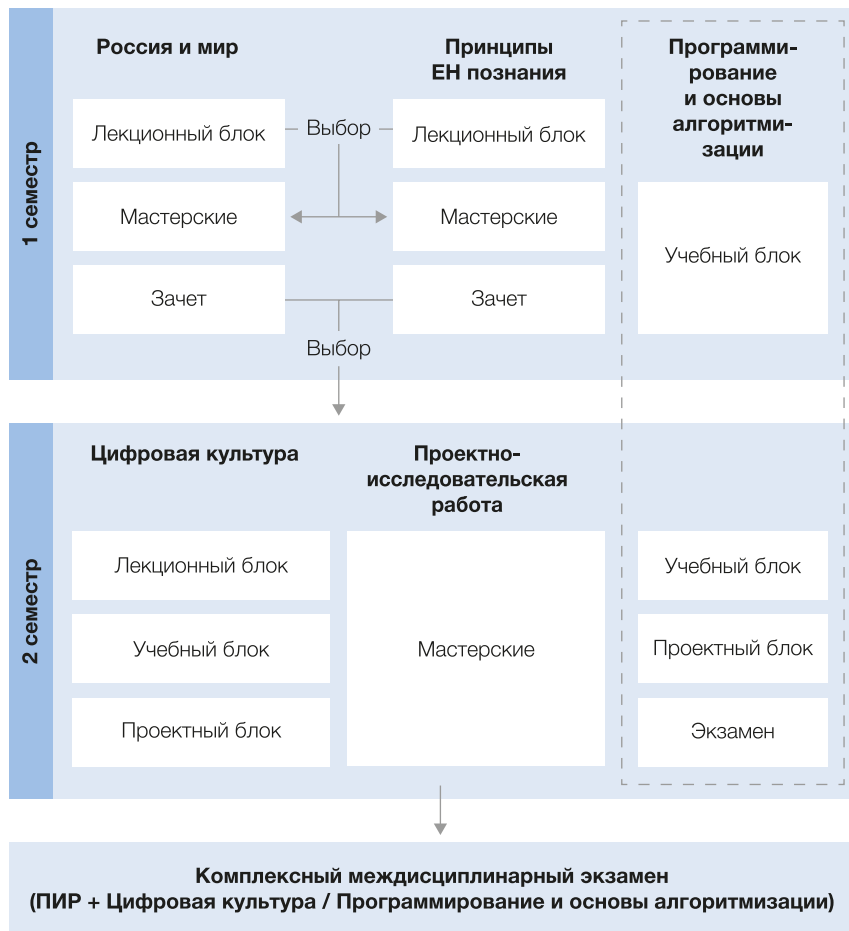 1 семестр
Россия и мир
Лекционный блок
Мастерские
Зачет
Выбор
Выбор
Принципы
ЕН познания
Лекционный блок
Мастерские
Зачет
Программи-
рование
и основы
алгоритми-
зации
Учебный блок
2 семестр
Цифровая культура
Лекционный блок
Учебный блок
Проектный блок
Проектно-
исследовательская
работа
Мастерские
Учебный блок
Проектный блок
Экзамен
Комплексный междисциплинарный экзамен
(ПИР + Цифровая культура / Программирование и основы алгоритмизации)